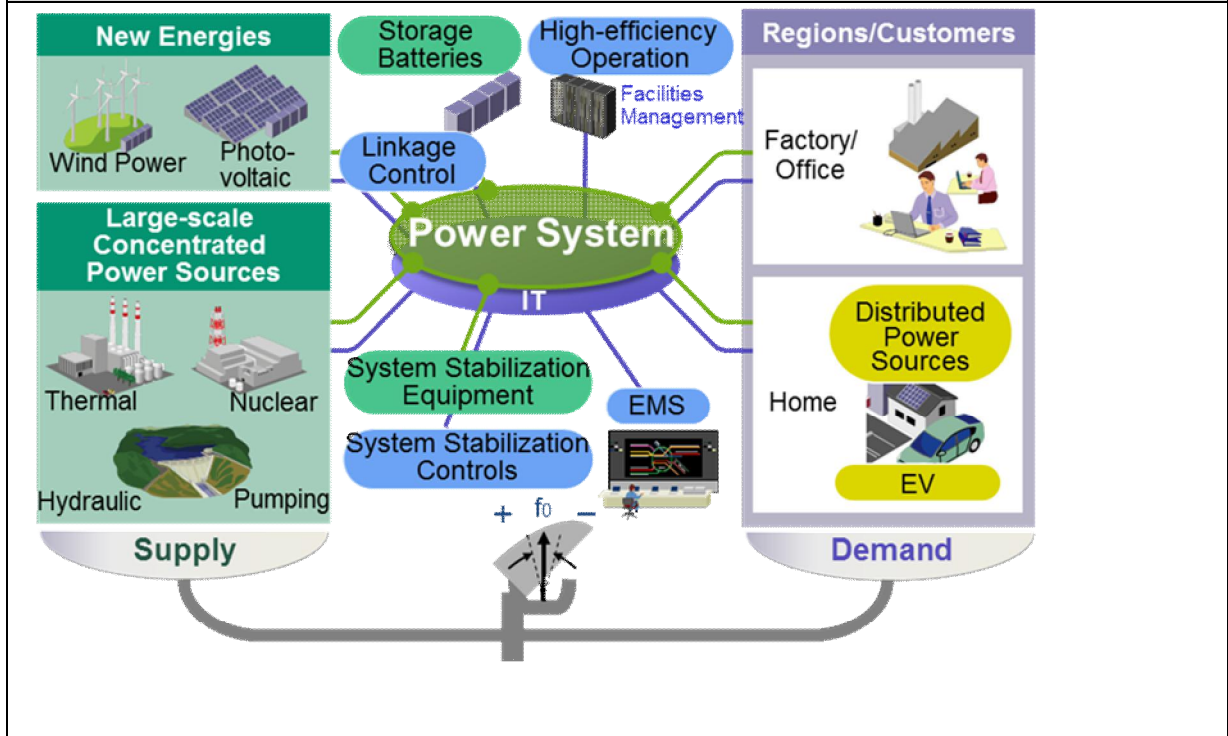 New Energies
Wind Power
Photo-
voltaic
Large-scale
Concentrated
Power Sources
Thermal
Nuclear
Hydraulic
Pumping
Supply
Storage
Batteries
High-efficiency
Operation
Facilities
Management
Linkage
Control
Power System
IT
System Stabilization
Equipment
System Stabilization
Controls
EMS
+ f0 −
Regions/Customers
Factory/
Office
Distributed
Power
Sources
Home
EV
Demand